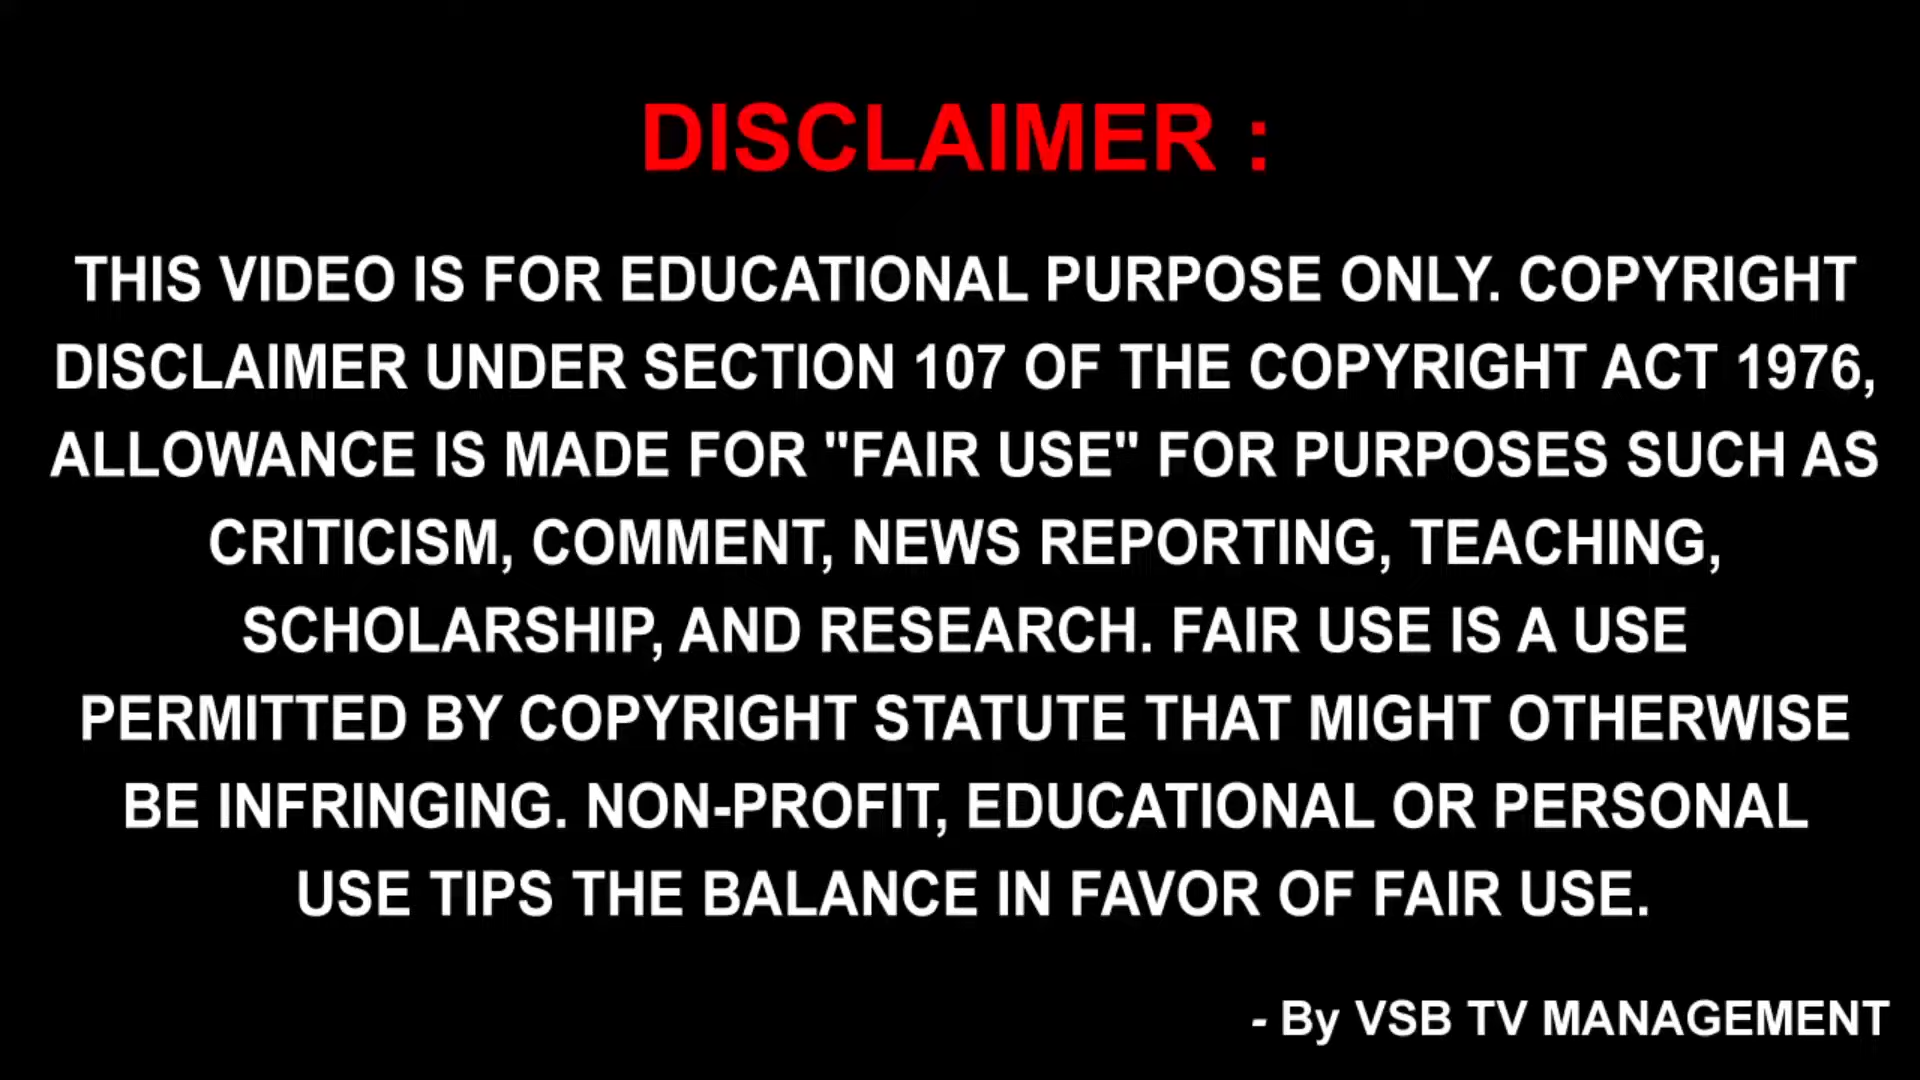 DISCLAIMER :
THIS VIDEO IS FOR EDUCATIONAL PURPOSE ONLY. COPYRIGHT
DISCLAIMER UNDER SECTION 107 OF THE COPYRIGHT ACT 1976,
ALLOWANCE IS MADE FOR "FAIR USE" FOR PURPOSES SUCH AS
CRITICISM, COMMENT, NEWS REPORTING, TEACHING,
SCHOLARSHIP, AND RESEARCH. FAIR USE IS A USE
PERMITTED BY COPYRIGHT STATUTE THAT MIGHT OTHERWISE
BE INFRINGING. NON-PROFIT, EDUCATIONAL OR PERSONAL
USE TIPS THE BALANCE IN FAVOR OF FAIR USE.
- By VSB TV MANAGEMENT